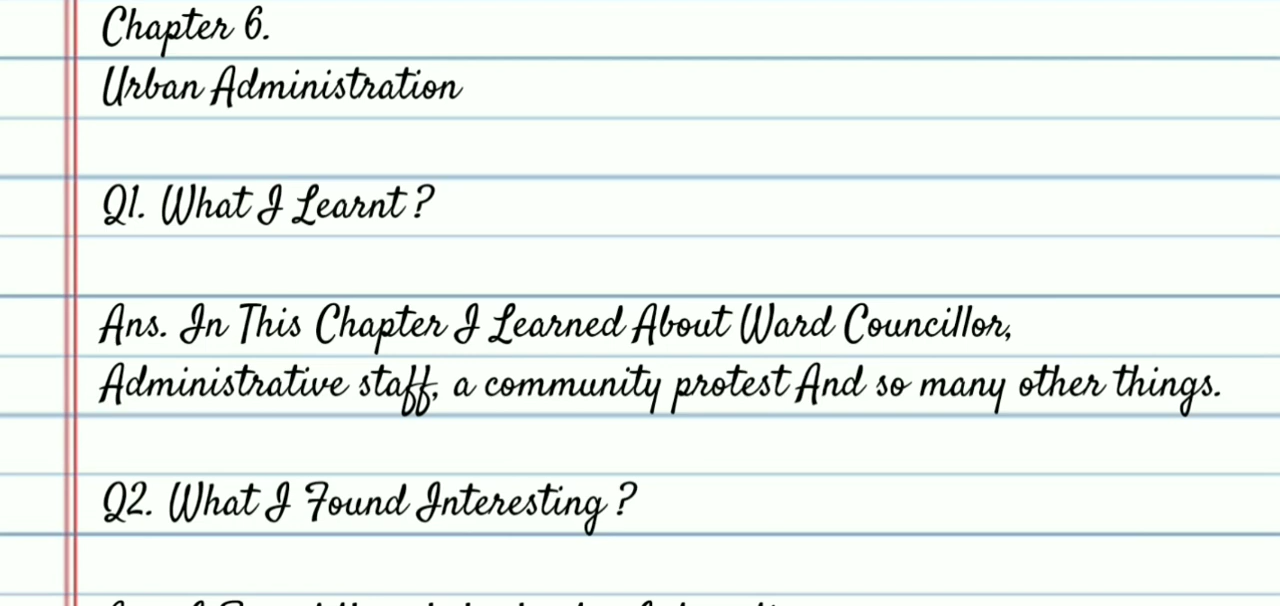 Chapter 6.
Urban Administration
Q1. What I Learnt ?
Ans. In This Chapter I Learned About Ward Councillor,
Administrative staff, a community protest And so many other things.
Q2. What I Found Interesting ?